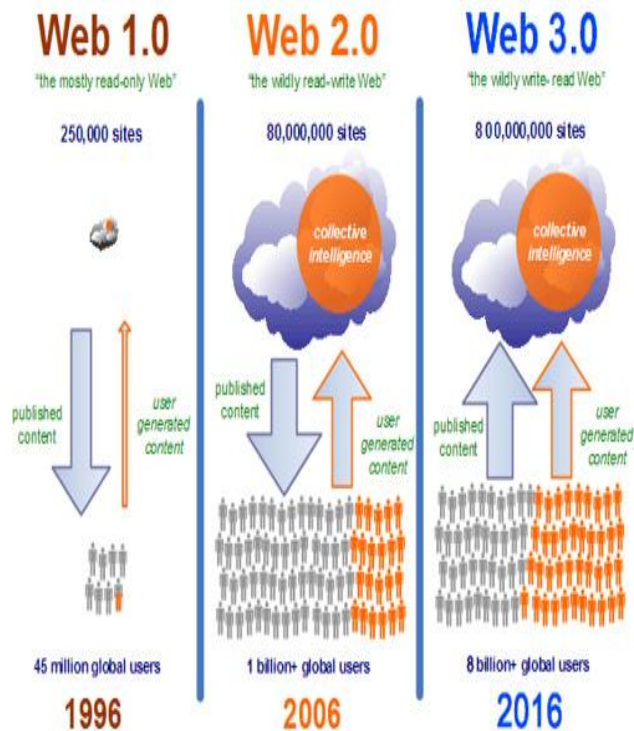 Web 1.0
"the mostly read-only Web"
250,000 sites
published
content
user
generated
content
45 million global users
1996
Web 2.0
"the wildly read-write Web"
80,000,000 sites
collective
intelligence
published
content
user
generated
content
1 billion+ global users
2006
Web 3.0
"the wildly write- read Web"
800,000,000 sites
collective
intelligence
published
content
user
generated
content
8 billion+ global users
2016